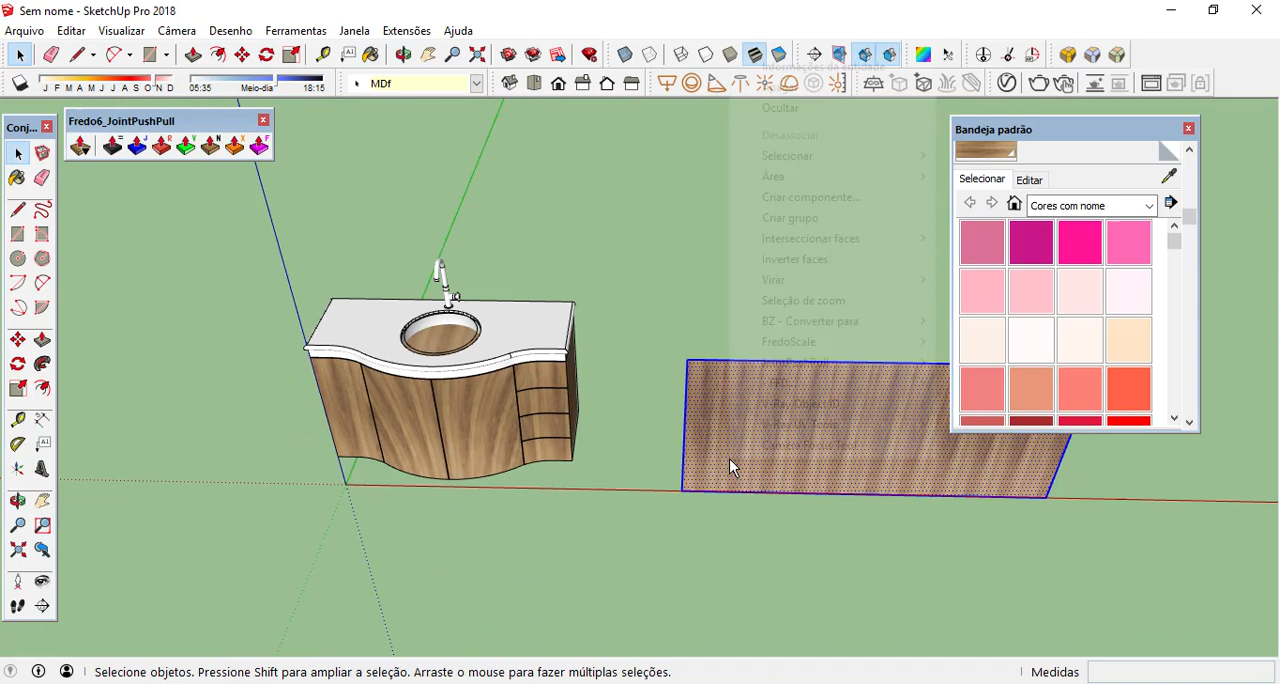 Sem nome - SketchUp Pro 2018
Arquivo Editar Visualizar Câmera Desenho Ferramentas Janela Extensões Ajuda
J F M A M J J A S O N D
05:35 Meio-dia 18:15
MDf
Conj...
Fredo6_JointPushPull
Informações da entidade
Ocultar
Desassociar
Selecionar
Área
Criar componente...
Criar grupo
Interseccionar faces
Inverter faces
Virar
Seleção de zoom
BZ - Converter para
FredoScale
Bandeja padrão
Selecionar Editar
Cores com nome
Selecione objetos. Pressione Shift para ampliar a seleção. Arraste o mouse para fazer múltiplas seleções.
Medidas